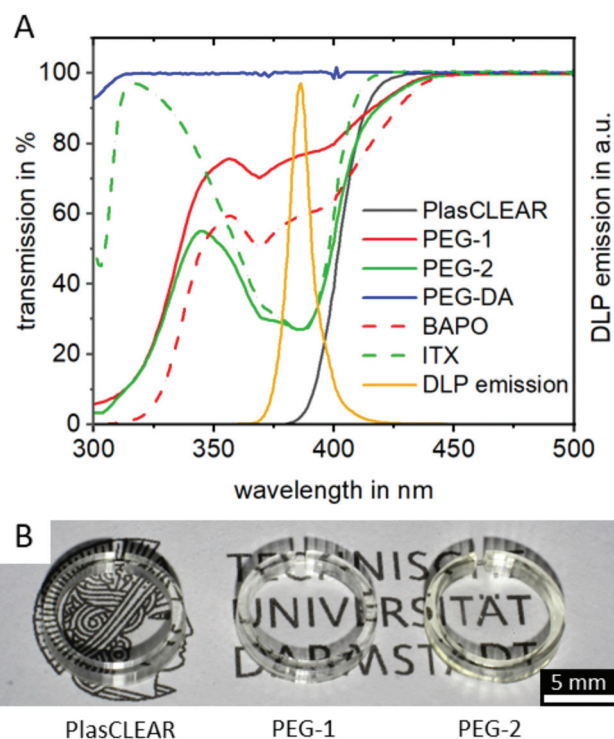 A
transmission in %
100
80
60
40
20
0
300
350
400
450
500
wavelength in nm
DLP emission in a.u.
PlasCLEAR
PEG-1
PEG-2
PEG-DA
BAPO
ITX
DLP emission
B
TECHNISCHE
UNIVERSITÄT
DARMSTADT
5 mm
PlasCLEAR
PEG-1
PEG-2